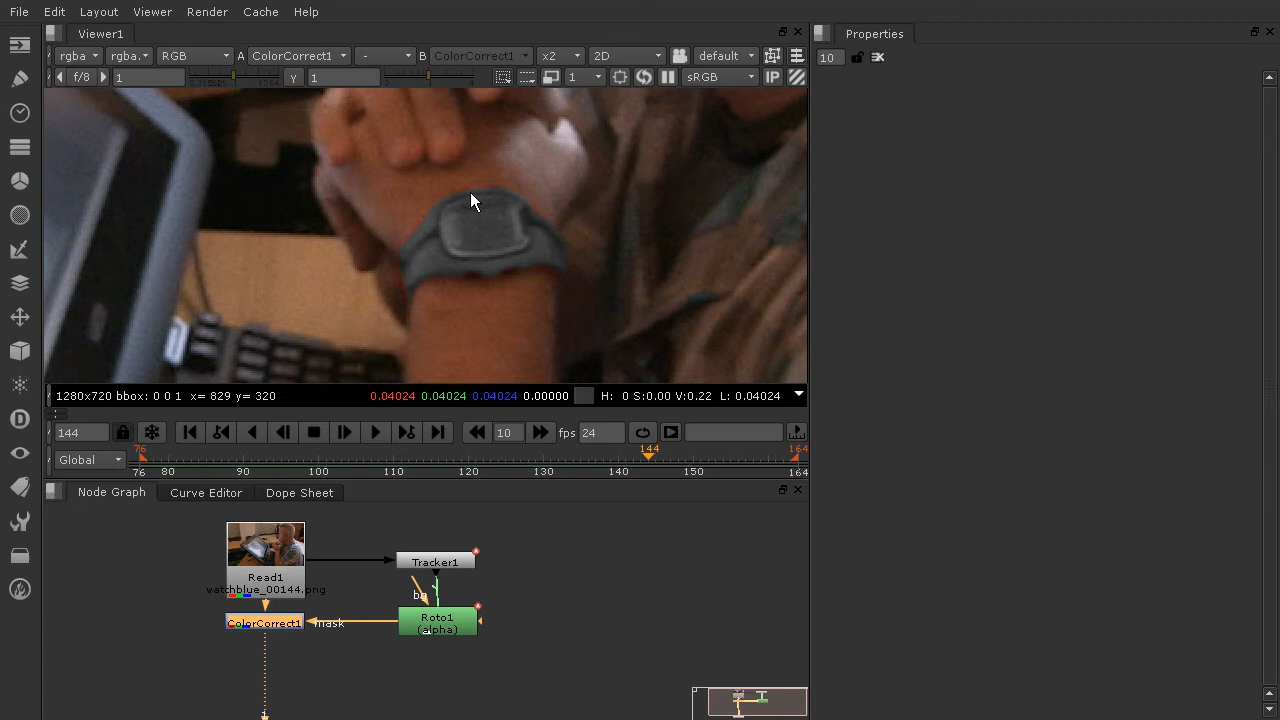 File Edit Layout Viewer Render Cache Help
Viewer1
Properties
rgba rgba. RGB A ColorCorrect1 - B ColorCorrect1 x2 2D default
10
f/8 1 γ 1 1 sRGB IP
1280x720 bbox: 0 0 1 x= 829 y= 320 0.04024 0.04024 0.04024 0.00000 H: 0 S:0.00 V:0.22 L: 0.04024
144 10 fps 24
76 144 164
Global
76 80 90 100 110 120 130 140 150 164
Node Graph Curve Editor Dope Sheet
Tracker1
Read1
watchblue_00144.png
bg
Roto1
(alpha)
ColorCorrect1
mask
1